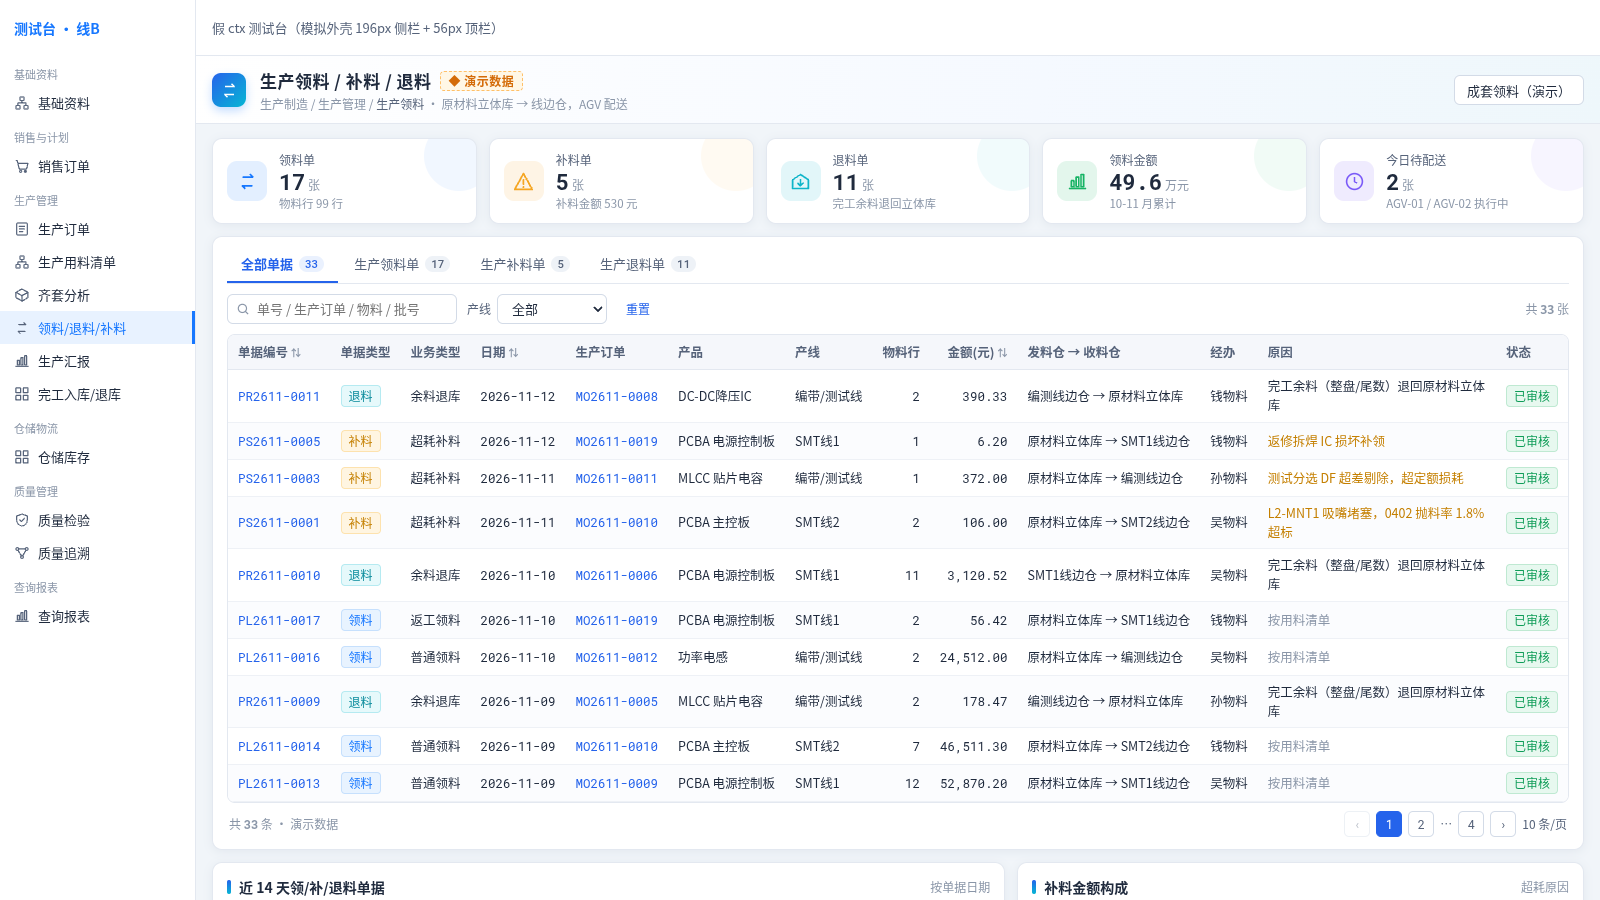 测试台 · 线B
假 ctx 测试台（模拟外壳 196px 侧栏 + 56px 顶栏）
基础资料
基础资料
销售与计划
销售订单
生产管理
生产订单
生产用料清单
齐套分析
领料/退料/补料
生产汇报
完工入库/退库
仓储物流
仓储库存
质量管理
质量检验
质量追溯
查询报表
查询报表
生产领料 / 补料 / 退料 ◆ 演示数据
生产制造 / 生产管理 / 生产领料 · 原材料立体库 → 线边仓，AGV 配送
成套领料（演示）
领料单
17 张
物料行 99 行
补料单
5 张
补料金额 530 元
退料单
11 张
完工余料退回立体库
领料金额
49.6 万元
10-11 月累计
今日待配送
2 张
AGV-01 / AGV-02 执行中
全部单据 33 生产领料单 17 生产补料单 5 生产退料单 11
单号 / 生产订单 / 物料 / 批号 产线 全部 重置 共 33 张
单据编号 ⇅ 单据类型 业务类型 日期 ⇅ 生产订单 产品 产线 物料行 金额(元) ⇅ 发料仓 → 收料仓 经办 原因 状态
PR2611-0011 退料 余料退库 2026-11-12 MO2611-0008 DC-DC降压IC 编带/测试线 2 390.33 编测线边仓 → 原材料立体库 钱物料 完工余料（整盘/尾数）退回原材料立体库 已审核
PS2611-0005 补料 超耗补料 2026-11-12 MO2611-0019 PCBA 电源控制板 SMT线1 1 6.20 原材料立体库 → SMT1线边仓 钱物料 返修拆焊 IC 损坏补领 已审核
PS2611-0003 补料 超耗补料 2026-11-11 MO2611-0011 MLCC 贴片电容 编带/测试线 1 372.00 原材料立体库 → 编测线边仓 孙物料 测试分选 DF 超差剔除，超定额损耗 已审核
PS2611-0001 补料 超耗补料 2026-11-11 MO2611-0010 PCBA 主控板 SMT线2 2 106.00 原材料立体库 → SMT2线边仓 吴物料 L2-MNT1 吸嘴堵塞，0402 抛料率 1.8% 超标 已审核
PR2611-0010 退料 余料退库 2026-11-10 MO2611-0006 PCBA 电源控制板 SMT线1 11 3,120.52 SMT1线边仓 → 原材料立体库 吴物料 完工余料（整盘/尾数）退回原材料立体库 已审核
PL2611-0017 领料 返工领料 2026-11-10 MO2611-0019 PCBA 电源控制板 SMT线1 2 56.42 原材料立体库 → SMT1线边仓 钱物料 按用料清单 已审核
PL2611-0016 领料 普通领料 2026-11-10 MO2611-0012 功率电感 编带/测试线 2 24,512.00 原材料立体库 → 编测线边仓 吴物料 按用料清单 已审核
PR2611-0009 退料 余料退库 2026-11-09 MO2611-0005 MLCC 贴片电容 编带/测试线 2 178.47 编测线边仓 → 原材料立体库 孙物料 完工余料（整盘/尾数）退回原材料立体库 已审核
PL2611-0014 领料 普通领料 2026-11-09 MO2611-0010 PCBA 主控板 SMT线2 7 46,511.30 原材料立体库 → SMT2线边仓 钱物料 按用料清单 已审核
PL2611-0013 领料 普通领料 2026-11-09 MO2611-0009 PCBA 电源控制板 SMT线1 12 52,870.20 原材料立体库 → SMT1线边仓 吴物料 按用料清单 已审核
共 33 条 · 演示数据 ‹ 1 2 … 4 › 10 条/页
近 14 天领/补/退料单据 按单据日期
补料金额构成 超耗原因